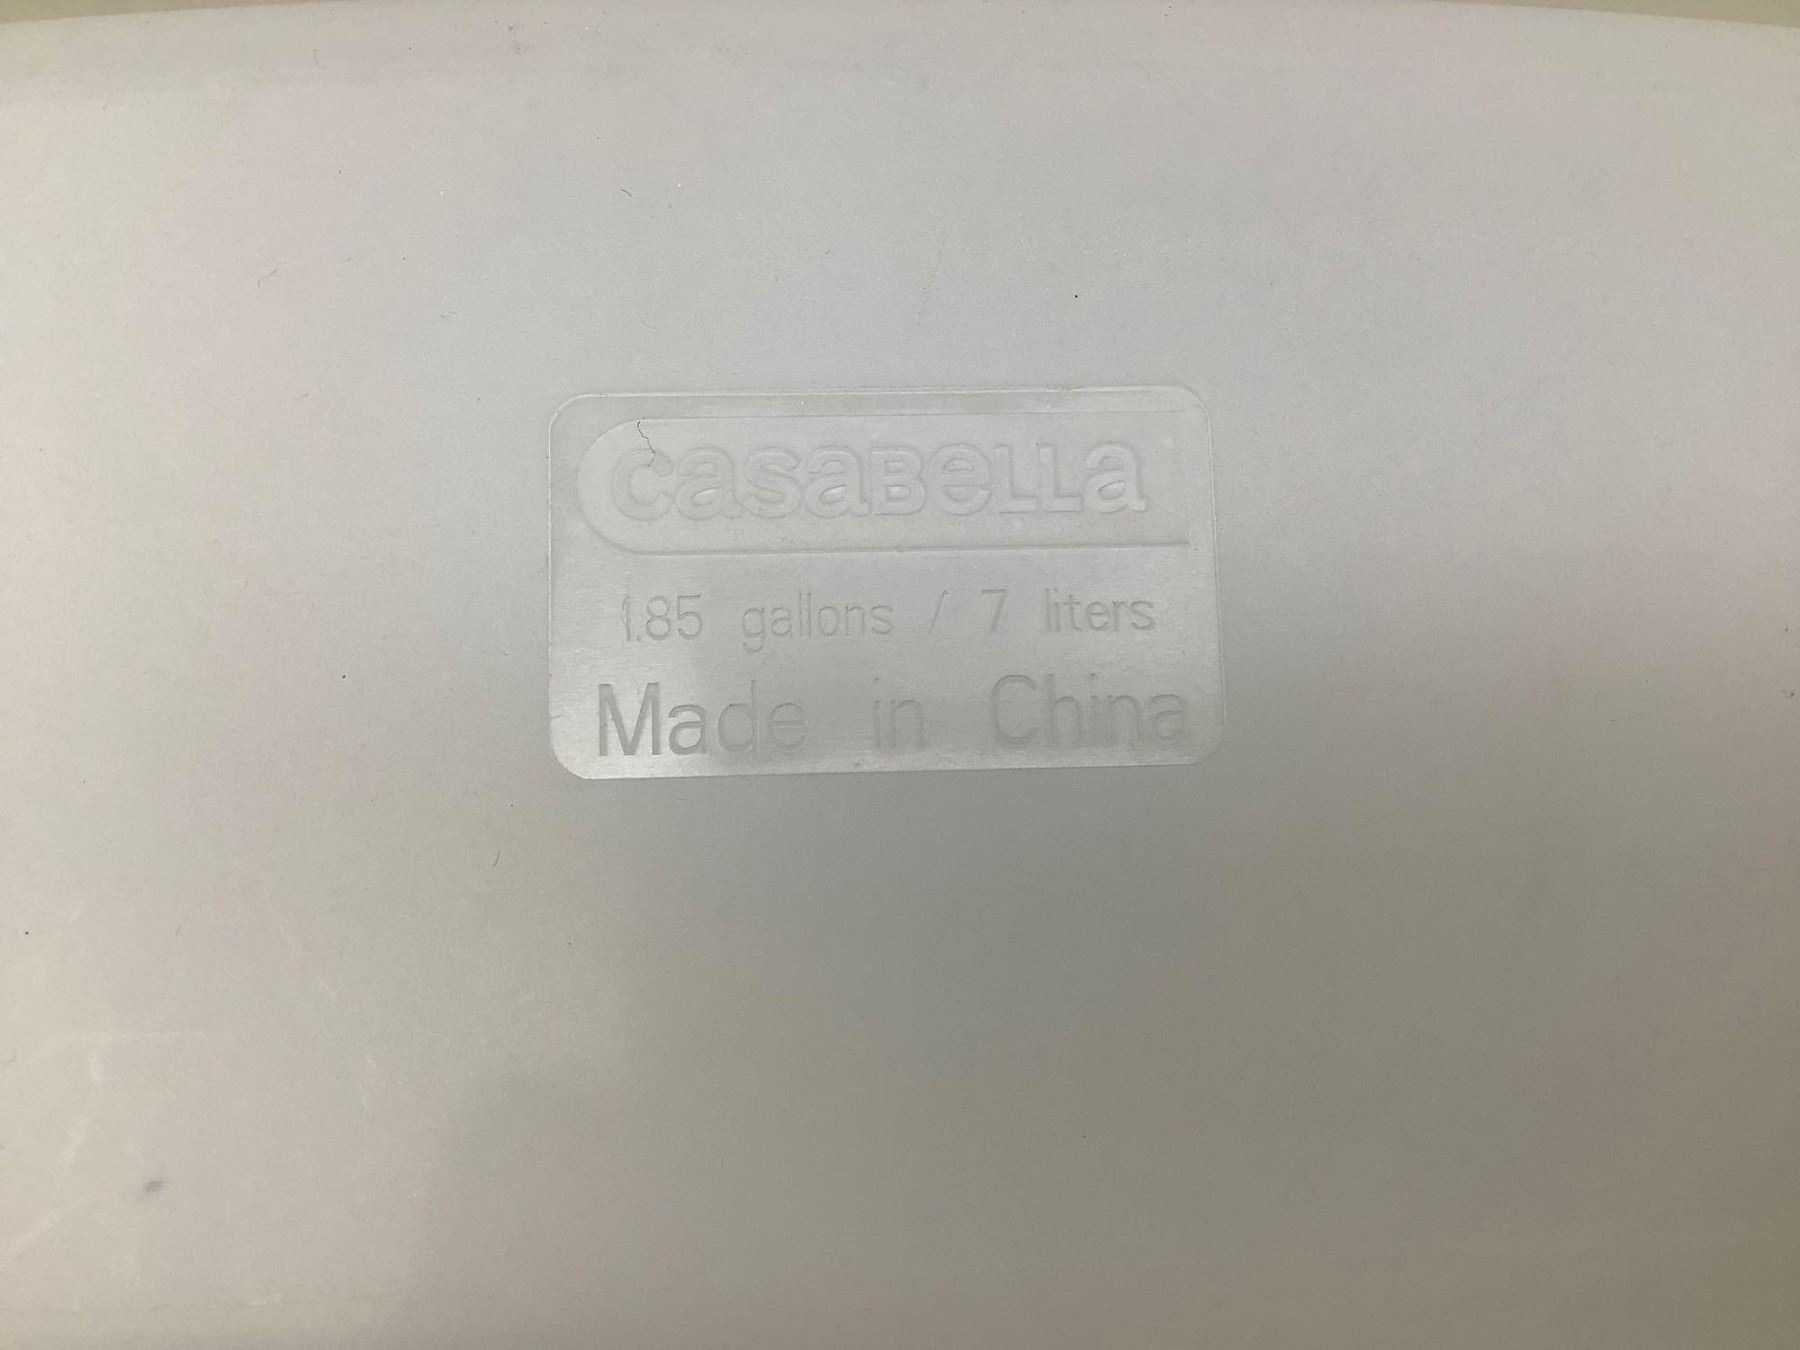 casaBeLLa
1.85 gallons / 7 liters
Made in China